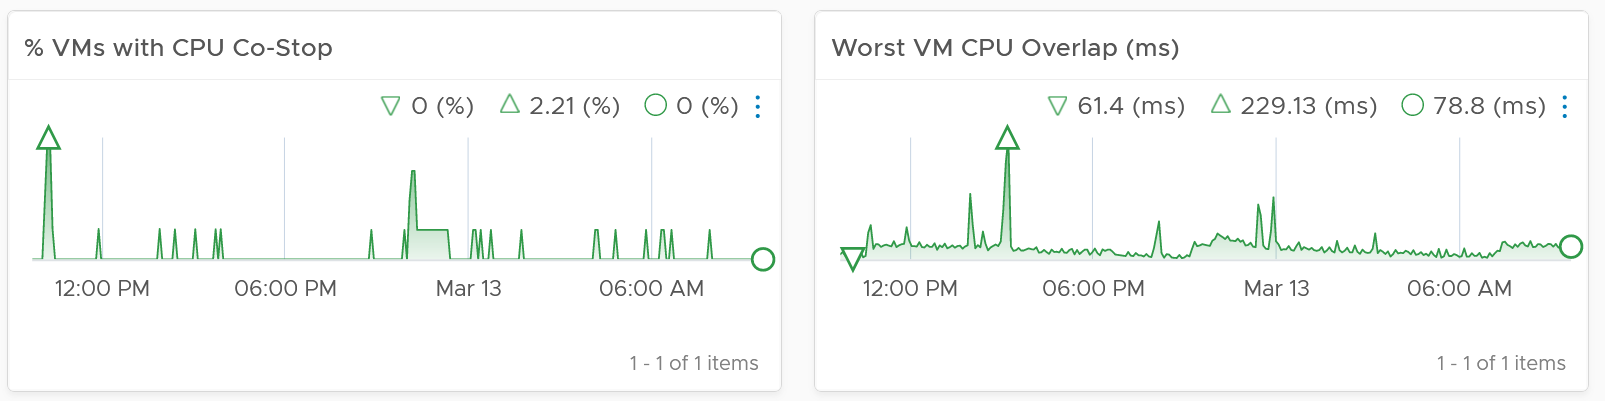 % VMs with CPU Co-Stop
0 (%) 2.21 (%) 0 (%)
12:00 PM 06:00 PM Mar 13 06:00 AM
1 - 1 of 1 items
Worst VM CPU Overlap (ms)
61.4 (ms) 229.13 (ms) 78.8 (ms)
12:00 PM 06:00 PM Mar 13 06:00 AM
1 - 1 of 1 items